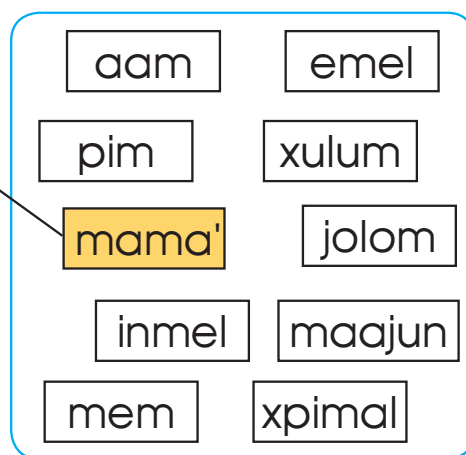 aam emel
pim xulum
mama' jolom
inmel maajun
mem xpimal